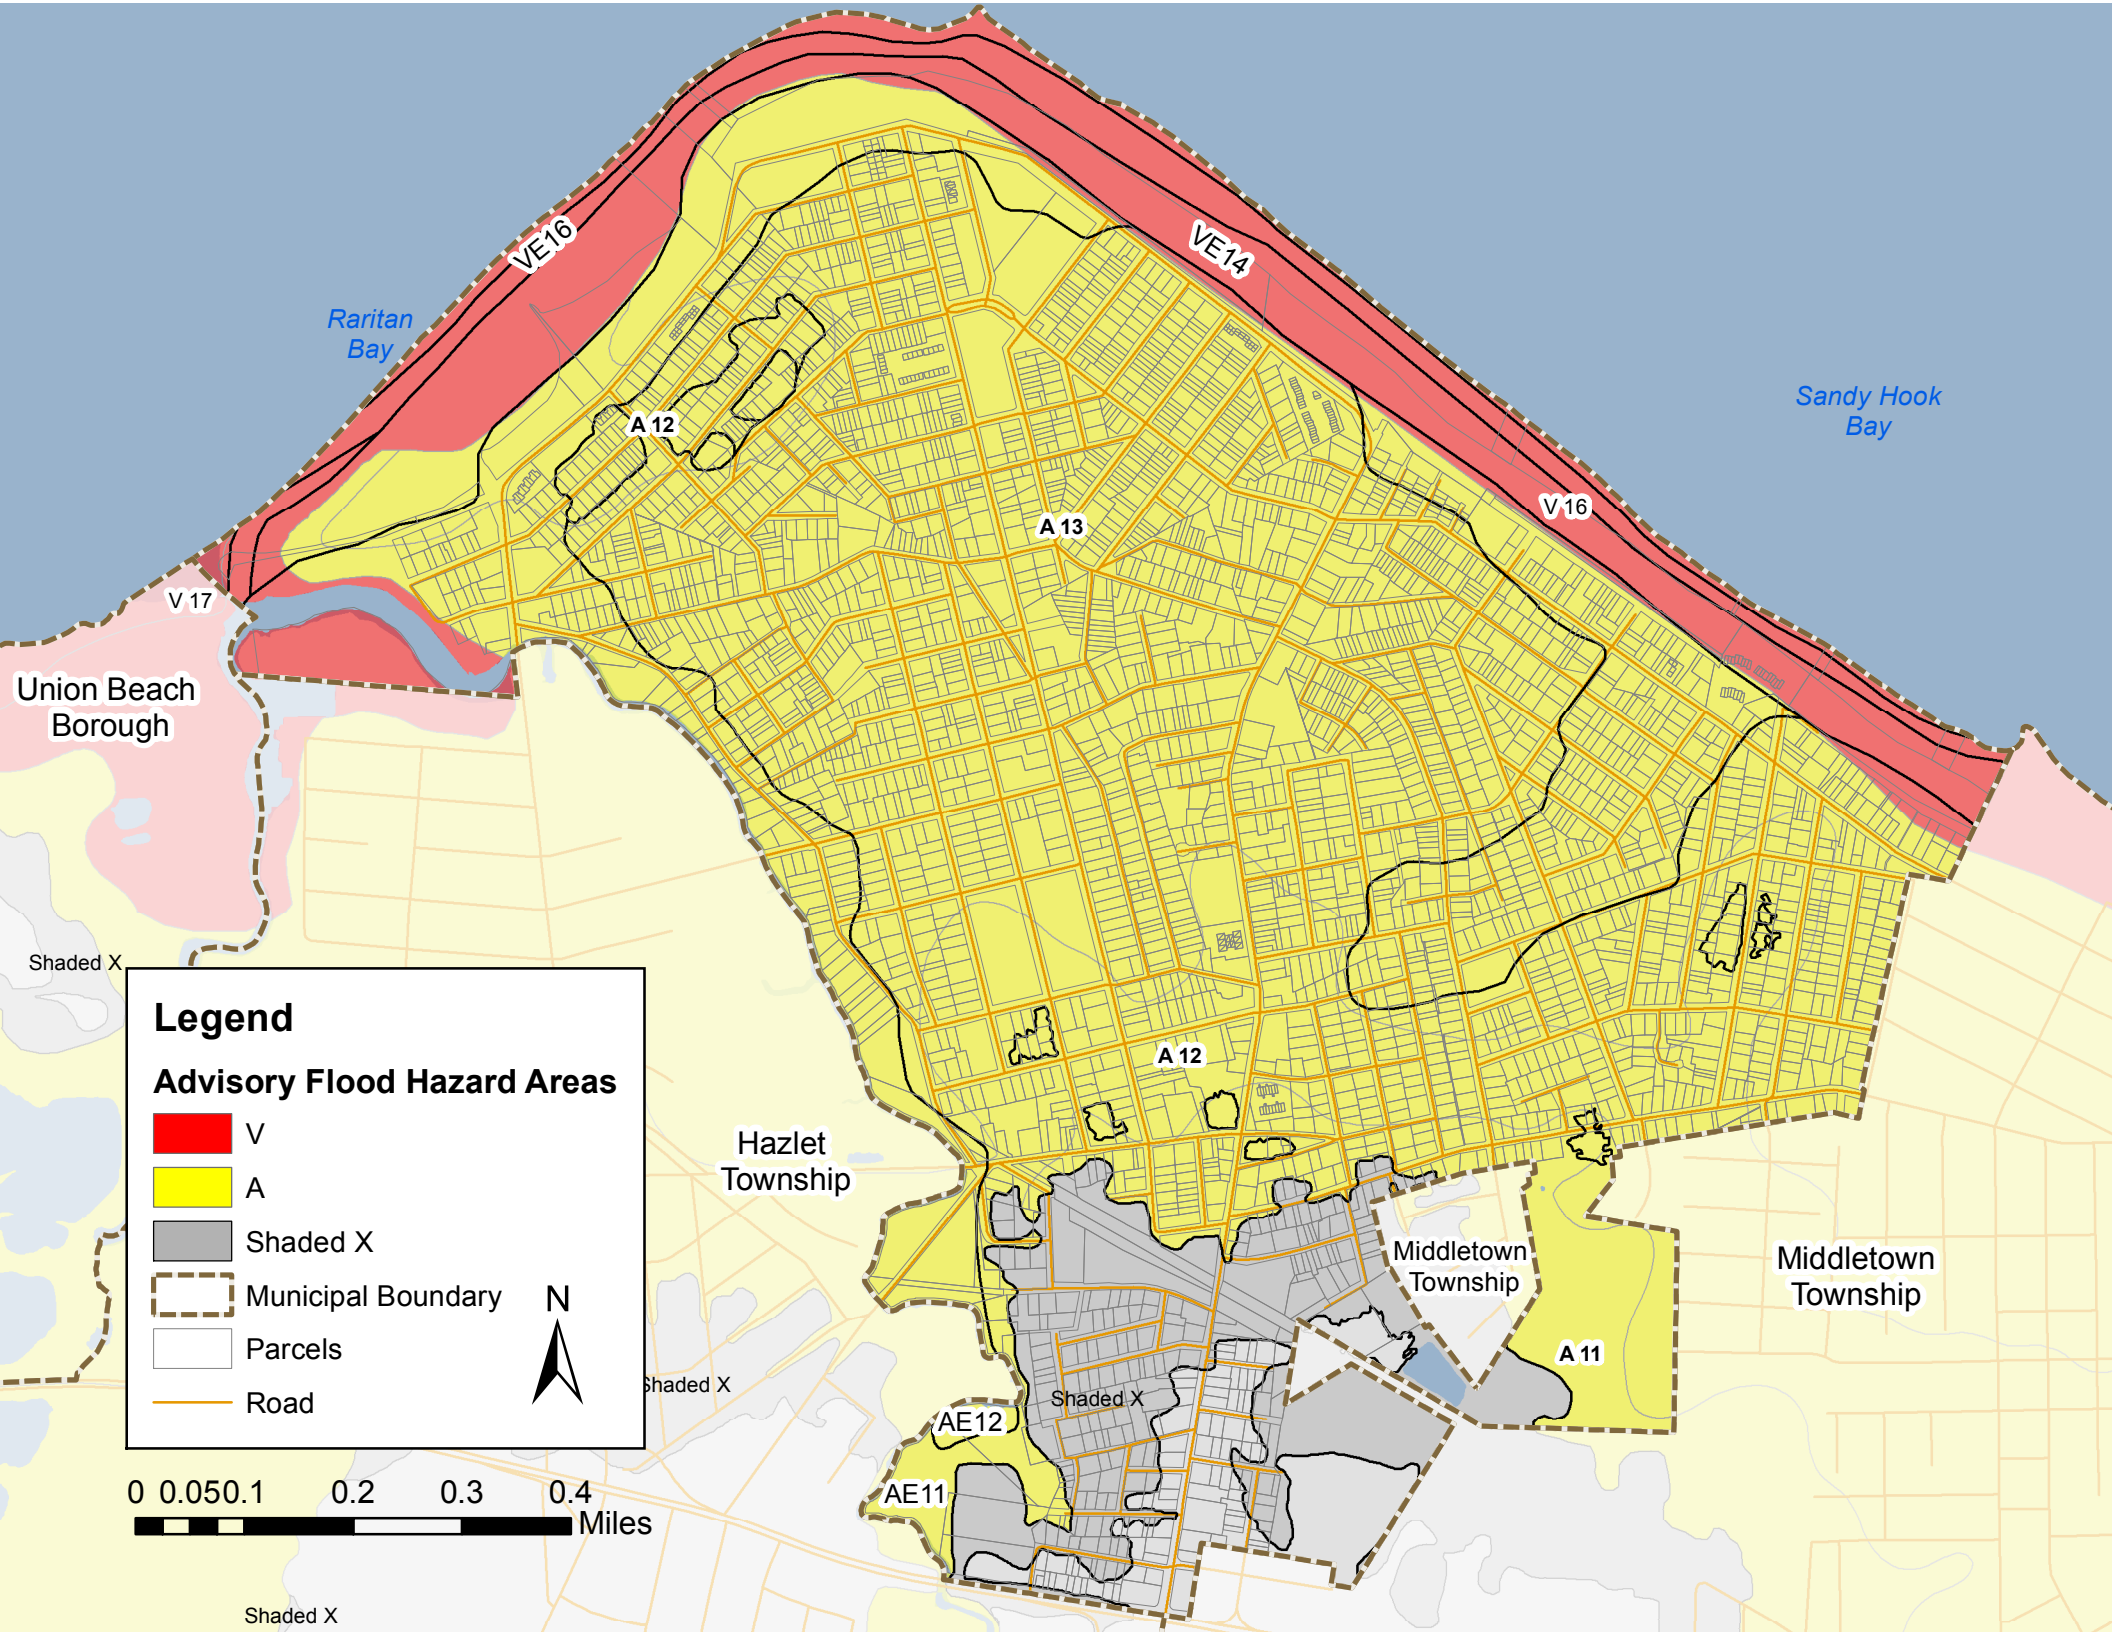 VE16
VE14
Raritan
Bay
Sandy Hook
Bay
A 12
V 16
A 13
V 17
Union Beach
Borough
Shaded X
A 12
Hazlet
Township
Middletown
Township
Middletown
Township
A 11
Shaded X
Shaded X
AE12
AE11
Shaded X
Legend
Advisory Flood Hazard Areas
V
A
Shaded X
Municipal Boundary
Parcels
Road
N
0 0.05 0.1 0.2 0.3 0.4
Miles